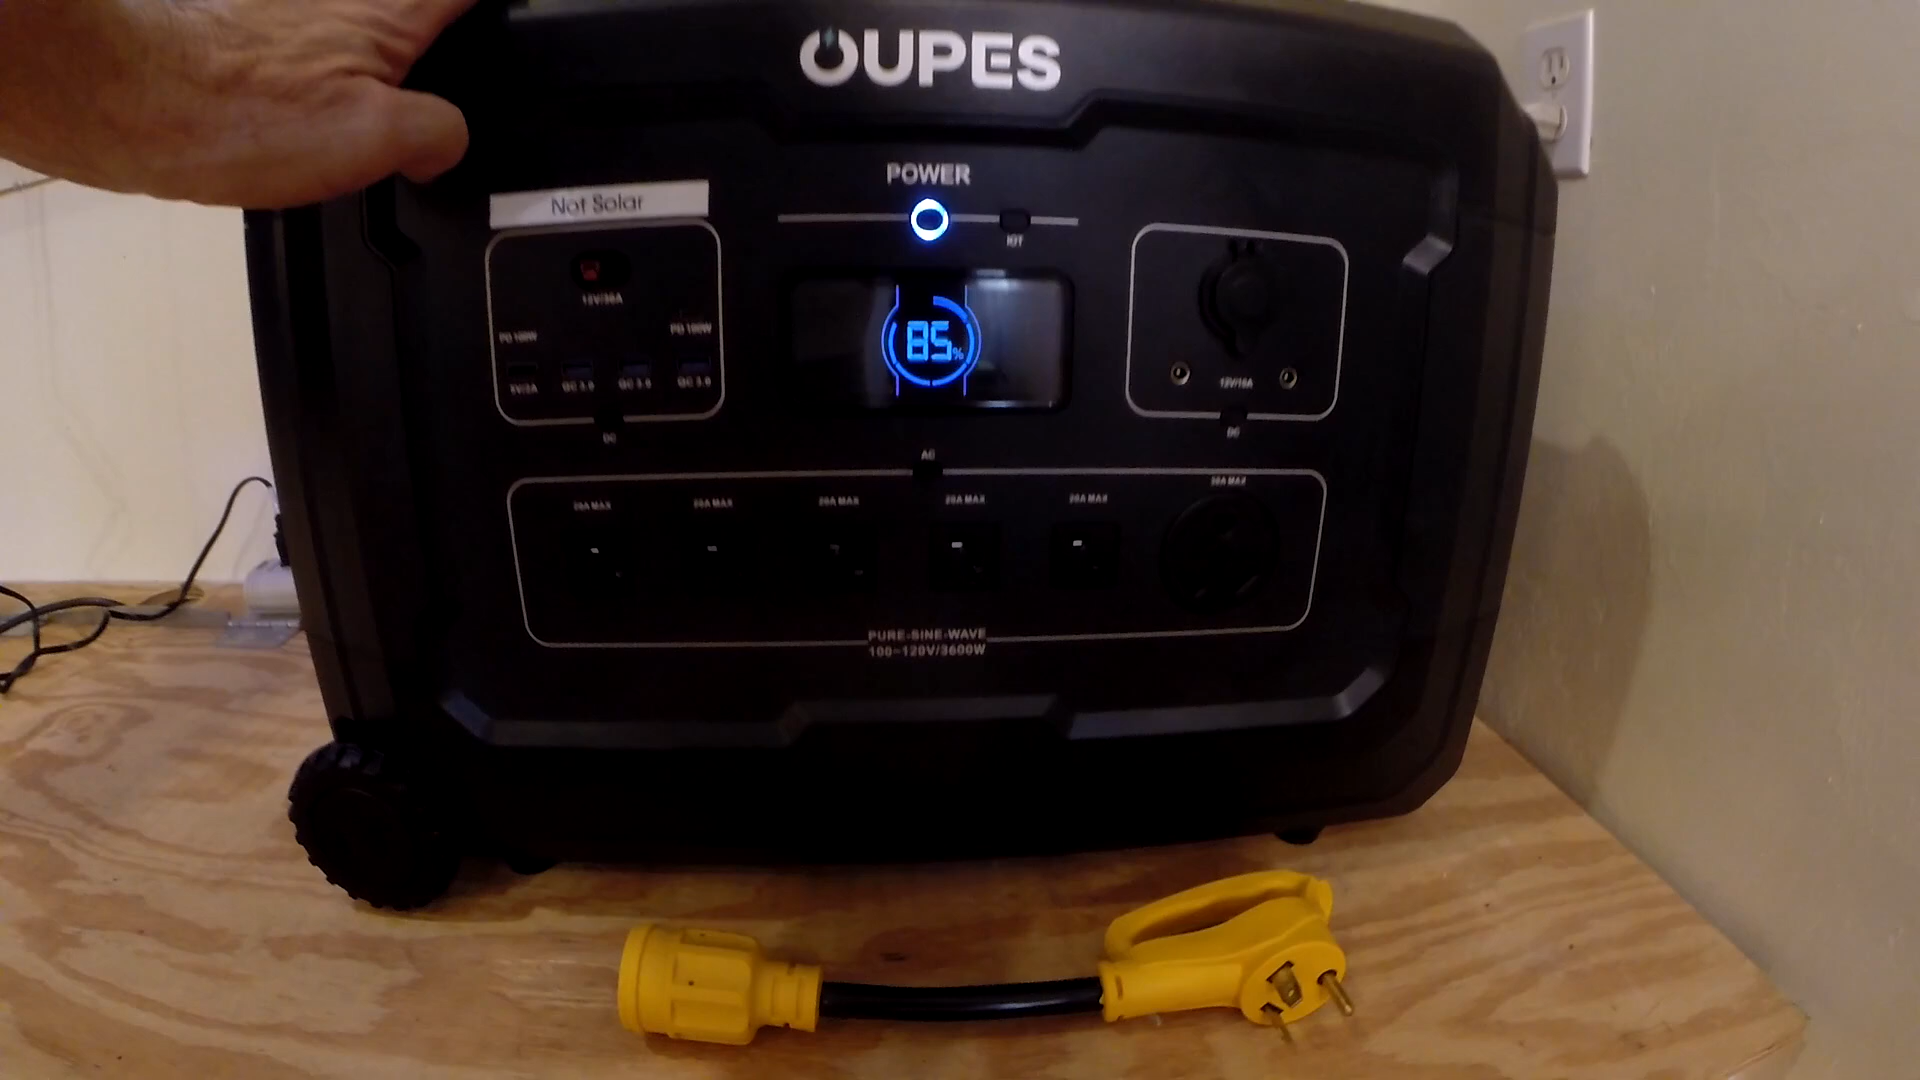 OUPES
POWER
Not Solar
IOT
12V/30A
PD 100W
PD 100W
85%
5V/3A
QC 3.0
QC 3.0
QC 3.0
12V/10A
DC
DC
AC
20A MAX
20A MAX
20A MAX
20A MAX
20A MAX
30A MAX
PURE-SINE-WAVE
100~120V/3600W